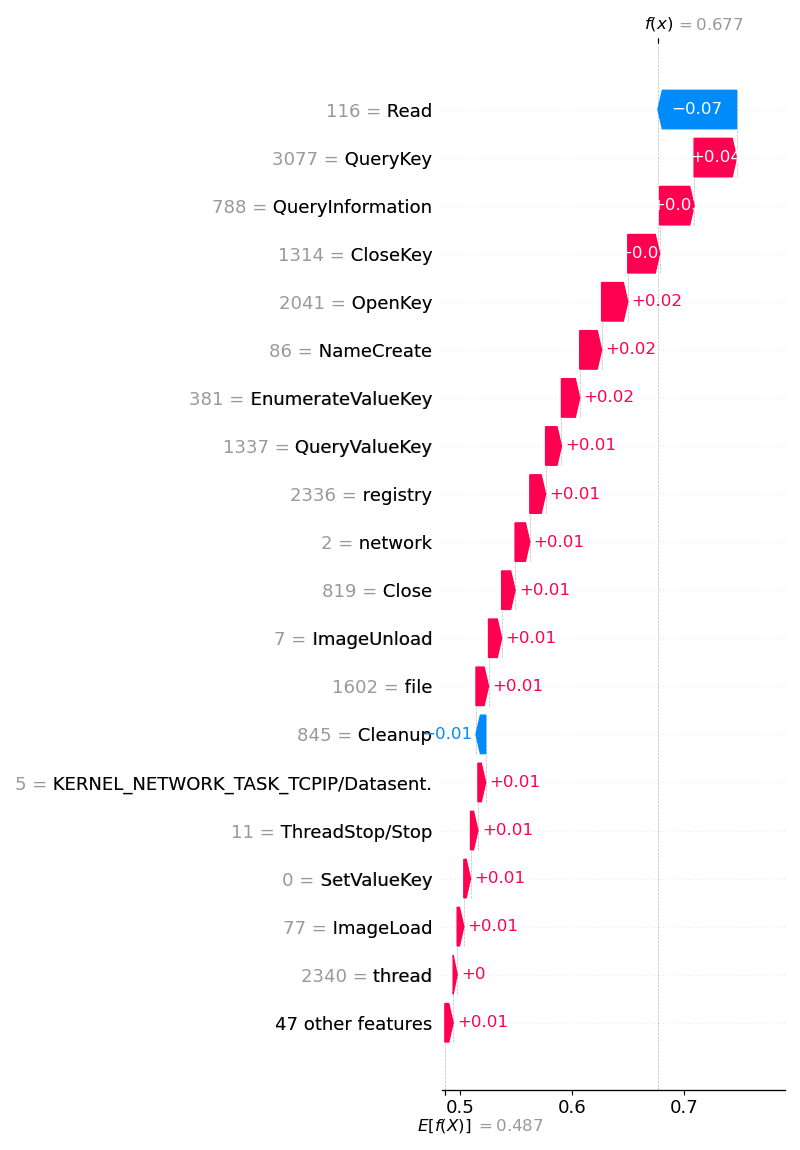 f(x) = 0.677
116 = Read −0.07
3077 = QueryKey +0.04
788 = QueryInformation
1314 = CloseKey
2041 = OpenKey +0.02
86 = NameCreate +0.02
381 = EnumerateValueKey +0.02
1337 = QueryValueKey +0.01
2336 = registry +0.01
2 = network +0.01
819 = Close +0.01
7 = ImageUnload +0.01
1602 = file +0.01
845 = Cleanup −0.01
5 = KERNEL_NETWORK_TASK_TCPIP/Datasent. +0.01
11 = ThreadStop/Stop +0.01
0 = SetValueKey +0.01
77 = ImageLoad +0.01
2340 = thread +0
47 other features +0.01
0.5 0.6 0.7
E[f(X)] = 0.487